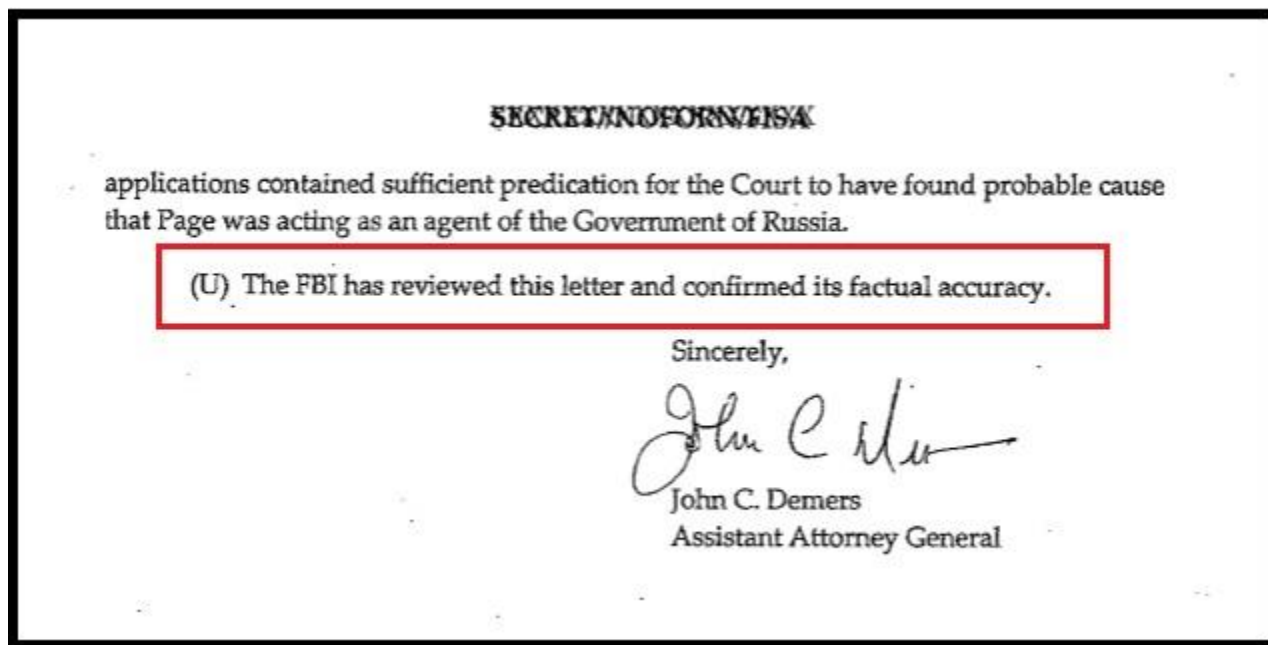 SECRET//NOFORN/FISA
applications contained sufficient predication for the Court to have found probable cause
that Page was acting as an agent of the Government of Russia.
(U) The FBI has reviewed this letter and confirmed its factual accuracy.
Sincerely,
John C. Demers
Assistant Attorney General